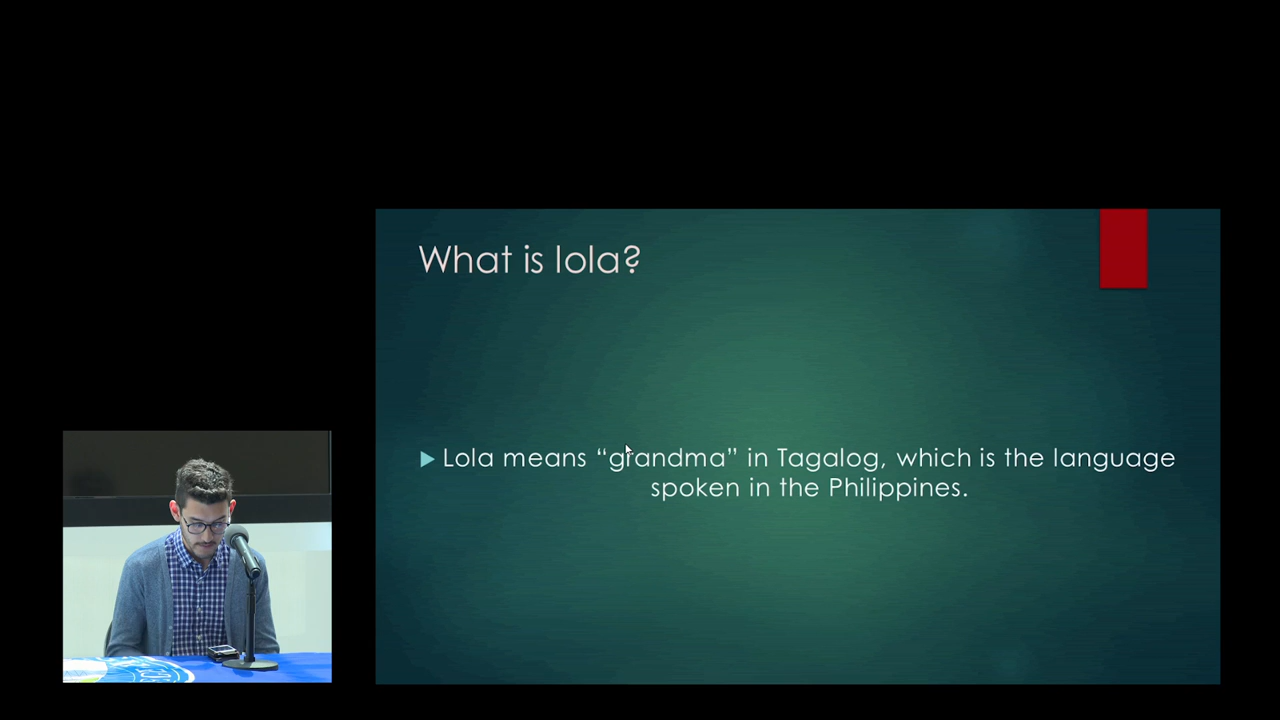 What is lola?
Lola means “grandma” in Tagalog, which is the language
spoken in the Philippines.